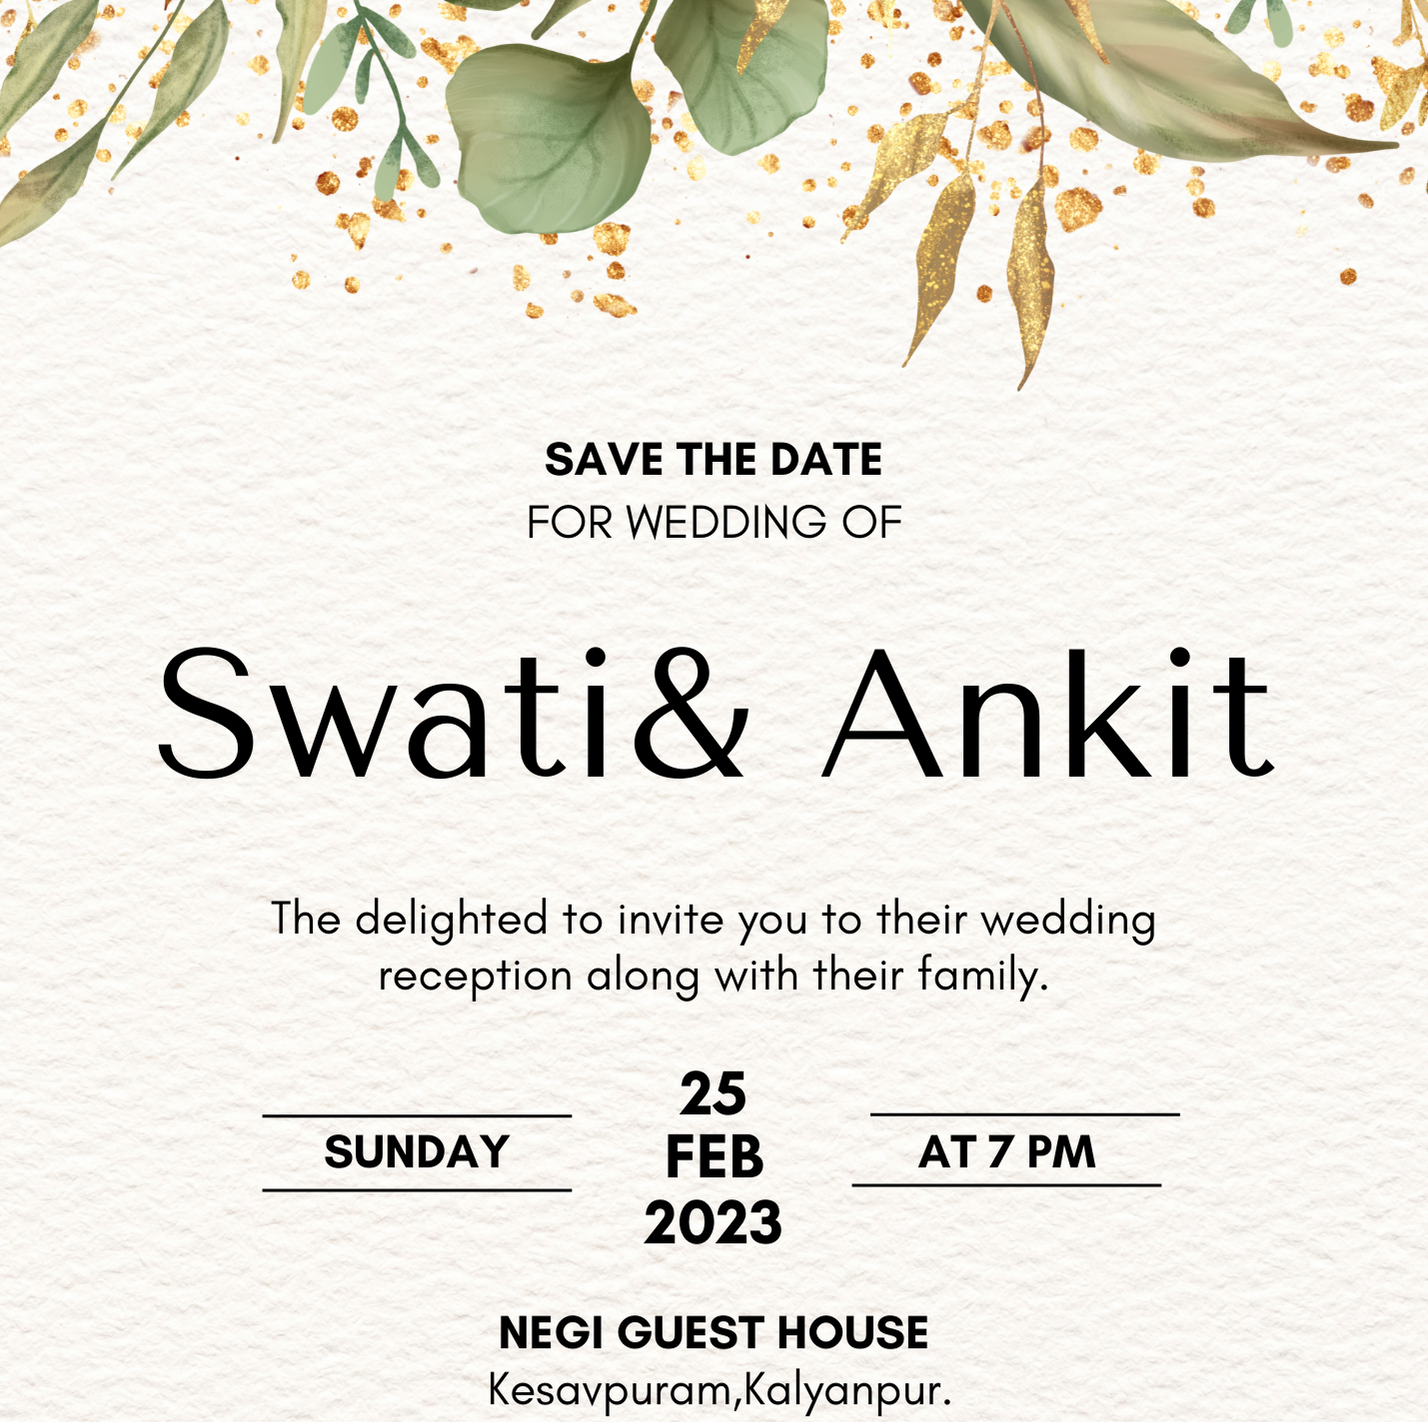 SAVE THE DATE
FOR WEDDING OF
Swati& Ankit
The delighted to invite you to their wedding
reception along with their family.
25
SUNDAY FEB AT 7 PM
2023
NEGI GUEST HOUSE
Kesavpuram,Kalyanpur.